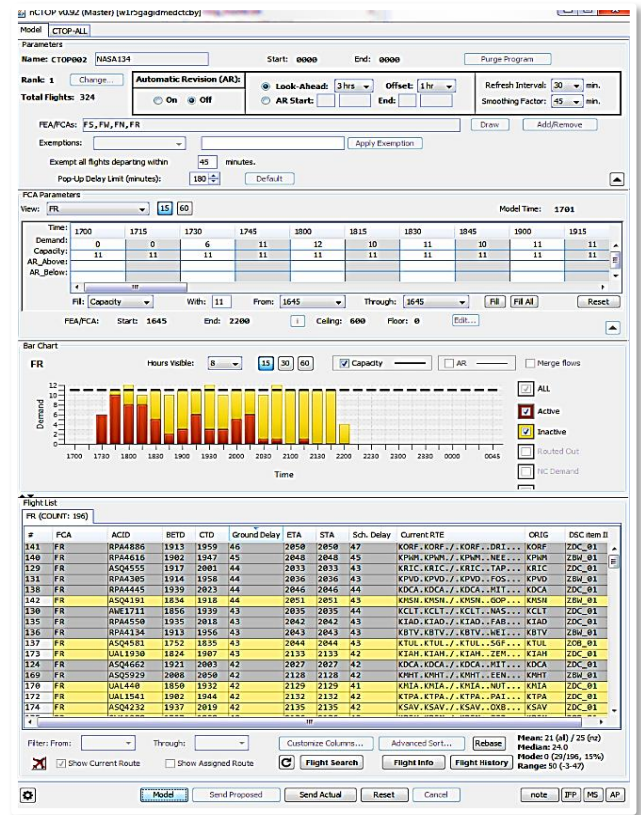 nCTOP v0.92 (Master) [w1r5gagidmedctcby]
Model CTOP-ALL
Parameters
Name: CTOP002 NASA134 Start: 0000 End: 0000 Purge Program
Rank: 1 Change... Automatic Revision (AR): Look-Ahead: 3 hrs Offset: 1 hr Refresh Interval: 30 min.
Total Flights: 324 On Off AR Start: End: Smoothing Factor: 45 min.
FEA/FCAs: FS,FW,FN,FR Draw Add/Remove
Exemptions: Apply Exemption
Exempt all flights departing within 45 minutes.
Pop-Up Delay Limit (minutes): 180 Default
FCA Parameters
View: FR 15 60 Model Time: 1701
Time: 1700 1715 1730 1745 1800 1815 1830 1845 1900 1915
Demand: 0 0 6 11 12 10 11 10 11 11
Capacity: 11 11 11 11 11 11 11 11 11 11
AR_Above:
AR_Below:
Fill: Capacity With: 11 From: 1645 Through: 1645 Fill Fill All Reset
FEA/FCA: Start: 1645 End: 2200 i Ceiling: 600 Floor: 0 Edit...
Bar Chart
FR Hours Visible: 8 15 30 60 Capacity AR Merge flows
12 10 8 6 4 2 0
Demand
1700 1730 1800 1830 1900 1930 2000 2030 2100 2130 2200 2230 2300 2330 0000 0045
Time
ALL
Active
Inactive
Routed Out
NC Demand
Flight List
FR (COUNT: 196)
# FCA ACID BETD CTD Ground Delay ETA STA Sch. Delay Current RTE ORIG DSC item I
141 FR RPA4886 1913 1959 46 2050 2050 47 KORF.KORF./.KORF..DRI... KORF ZDC_01
140 FR RPA4616 1902 1947 45 2048 2048 45 KPWM.KPWM./.KPWM..NEE... KPWM ZBW_01
129 FR ASQ4555 1917 2001 44 2033 2033 43 KRIC.KRIC./.KRIC..TAP... KRIC ZDC_01
131 FR RPA4305 1914 1958 44 2036 2036 43 KPVD.KPVD./.KPVD..FOS... KPVD ZBW_01
138 FR RPA4445 1939 2023 44 2046 2046 44 KDCA.KDCA./.KDCA..MIT... KDCA ZDC_01
142 FR ASQ4191 1834 1918 44 2051 2051 43 KMSN.KMSN./.KMSN..GOP... KMSN ZBW_01
130 FR AWE1711 1856 1939 43 2035 2035 44 KCLT.KCLT./.KCLT..NAS... KCLT ZDC_01
135 FR RPA4550 1935 2018 43 2042 2042 43 KIAD.KIAD./.KIAD..FAB... KIAD ZDC_01
136 FR RPA4134 1913 1956 43 2043 2043 43 KBTV.KBTV./.KBTV..WEI... KBTV ZBW_01
137 FR ASQ4581 1752 1835 43 2044 2044 43 KTUL.KTUL./.KTUL..SGF... KTUL ZOB_01
173 FR UAL1930 1824 1907 43 2133 2133 43 KIAH.KIAH./.KIAH..ZEM... KIAH ZDC_01
124 FR ASQ4662 1921 2003 42 2027 2027 42 KDCA.KDCA./.KDCA..MIT... KDCA ZDC_01
169 FR ASQ5929 2008 2050 42 2128 2128 42 KMHT.KMHT./.KMHT..EEN... KMHT ZBW_01
170 FR UAL440 1850 1932 42 2129 2129 41 KMIA.KMIA./.KMIA..NUT... KMIA ZDC_01
172 FR UAL1541 1902 1944 42 2132 2132 42 KTPA.KTPA./.KTPA..PAI... KTPA ZDC_01
174 FR ASQ4232 1937 2019 42 2135 2135 42 KSAV.KSAV./.KSAV..OXB... KSAV ZDC_01
Filter: From: Through: Customize Columns... Advanced Sort... Rebase Mean: 21 (al) / 25 (nz)
Median: 24.0
Show Current Route Show Assigned Route Flight Search Flight Info Flight History Mode: 0 (29/196, 15%)
Range: 50 (-3-47)
Model Send Proposed Send Actual Reset Cancel note IFP MS AP